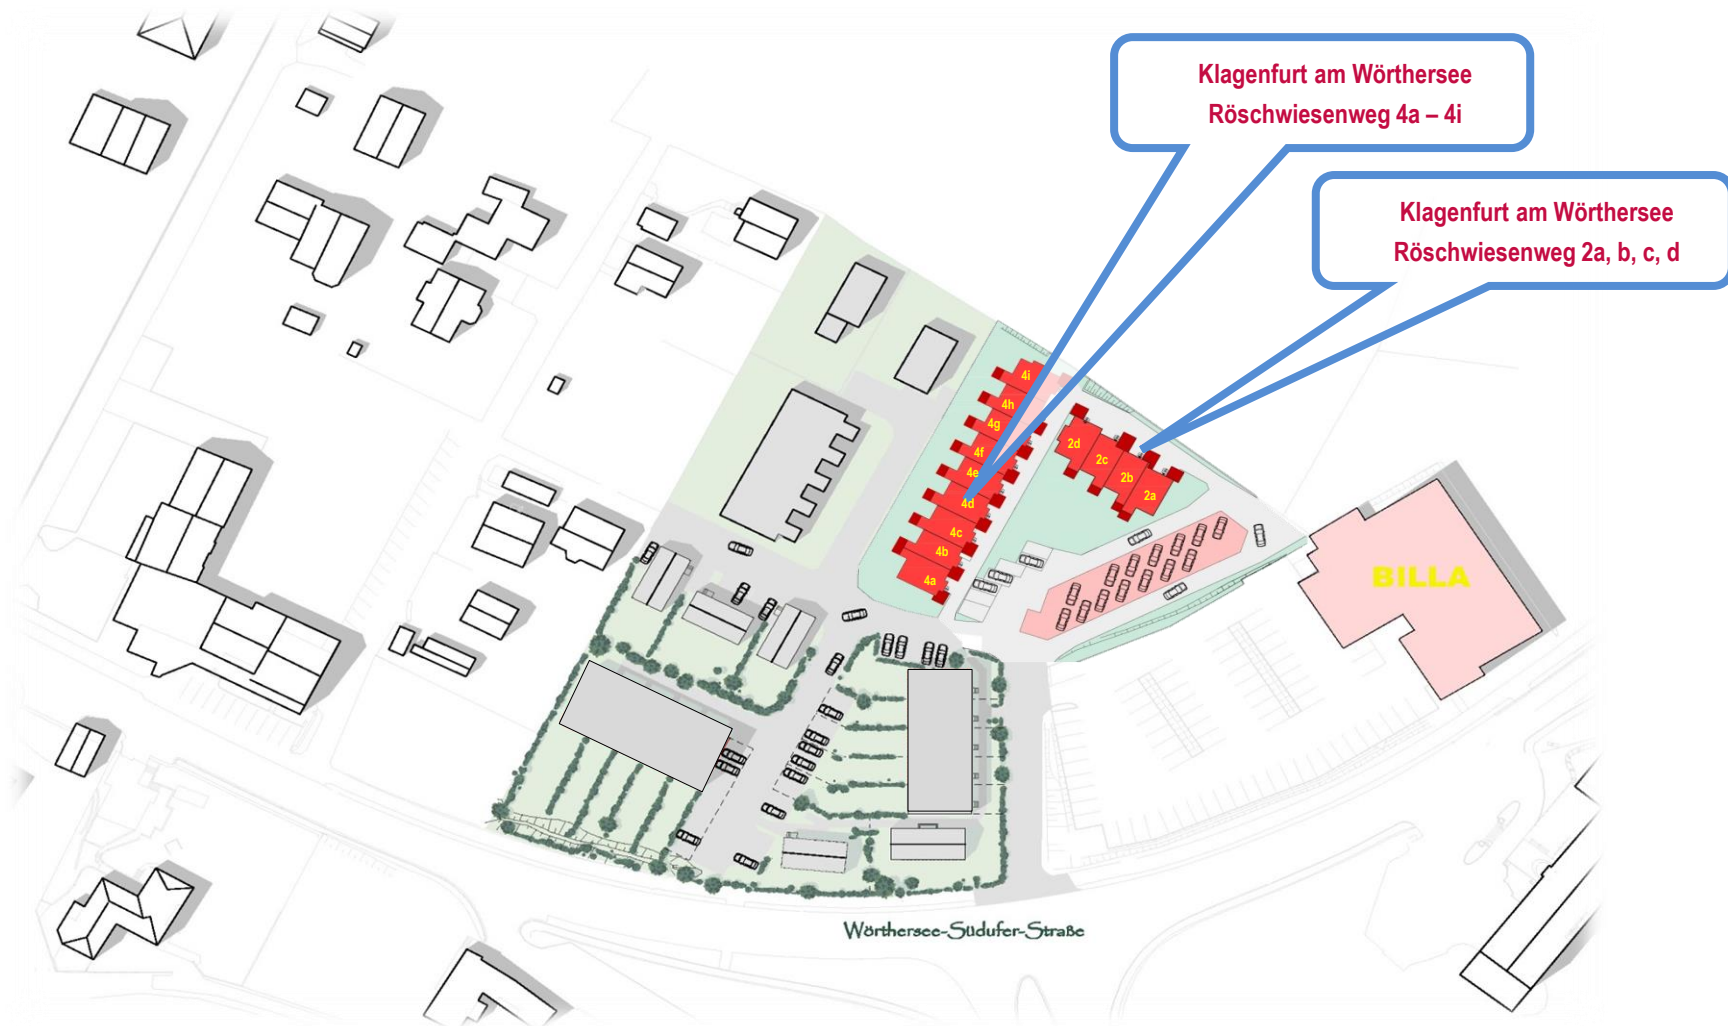 Klagenfurt am Wörthersee
Röschwiesenweg 4a – 4i
Klagenfurt am Wörthersee
Röschwiesenweg 2a, b, c, d
4i
4h
4g
4f
4e
4d
4c
4b
4a
2d
2c
2b
2a
BILLA
Wörthersee-Südufer-Straße